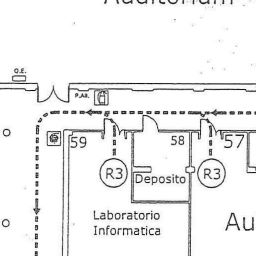 Auditorium
Q.E.
P.All.
59
58
57
R3
Deposito
R3
Laboratorio
Informatica
Au